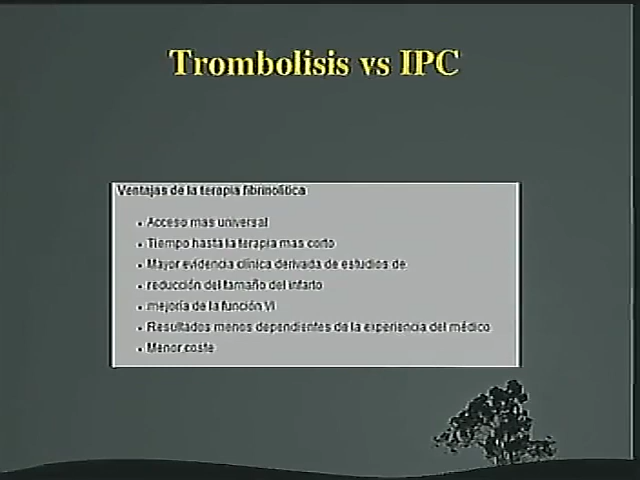 Trombolisis vs IPC
Ventajas de la terapia fibrinolítica
• Acceso mas universal
• Tiempo hasta la terapia mas corto
• Mayor evidencia clínica derivada de estudios de
• reducción del tamaño del infarto
• mejoría de la función VI
• Resultados menos dependientes de la experiencia del médico
• Menor coste